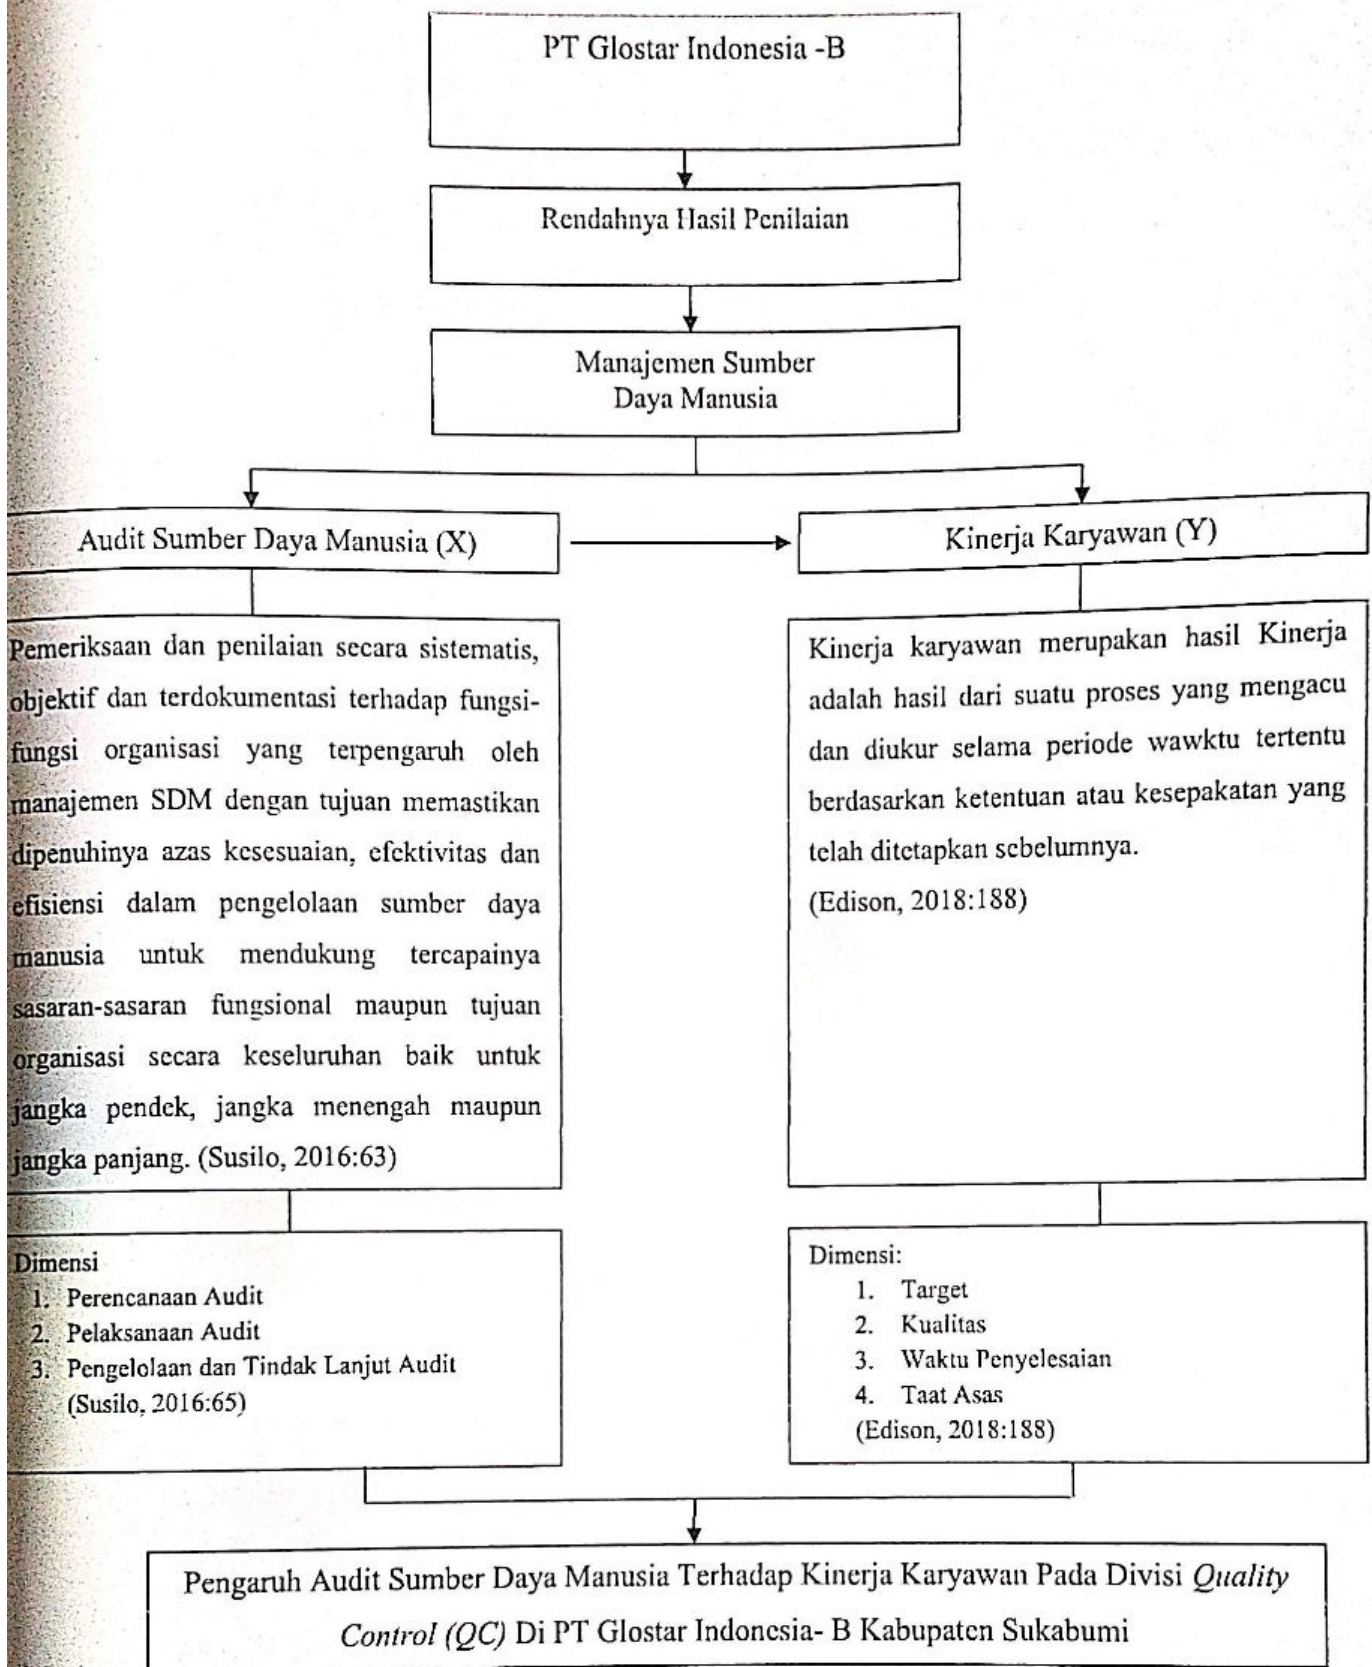 PT Glostar Indonesia -B
Rendahnya Hasil Penilaian
Manajemen Sumber
Daya Manusia
Audit Sumber Daya Manusia (X)
Kinerja Karyawan (Y)
Pemeriksaan dan penilaian secara sistematis,
objektif dan terdokumentasi terhadap fungsi-
fungsi organisasi yang terpengaruh oleh
manajemen SDM dengan tujuan memastikan
dipenuhinya azas kesesuaian, efektivitas dan
efisiensi dalam pengelolaan sumber daya
manusia untuk mendukung tercapainya
sasaran-sasaran fungsional maupun tujuan
organisasi secara keseluruhan baik untuk
jangka pendek, jangka menengah maupun
jangka panjang. (Susilo, 2016:63)
Kinerja karyawan merupakan hasil Kinerja
adalah hasil dari suatu proses yang mengacu
dan diukur selama periode wawktu tertentu
berdasarkan ketentuan atau kesepakatan yang
telah ditetapkan sebelumnya.
(Edison, 2018:188)
Dimensi
1. Perencanaan Audit
2. Pelaksanaan Audit
3. Pengelolaan dan Tindak Lanjut Audit
(Susilo, 2016:65)
Dimensi:
1. Target
2. Kualitas
3. Waktu Penyelesaian
4. Taat Asas
(Edison, 2018:188)
Pengaruh Audit Sumber Daya Manusia Terhadap Kinerja Karyawan Pada Divisi Quality
Control (QC) Di PT Glostar Indonesia- B Kabupaten Sukabumi